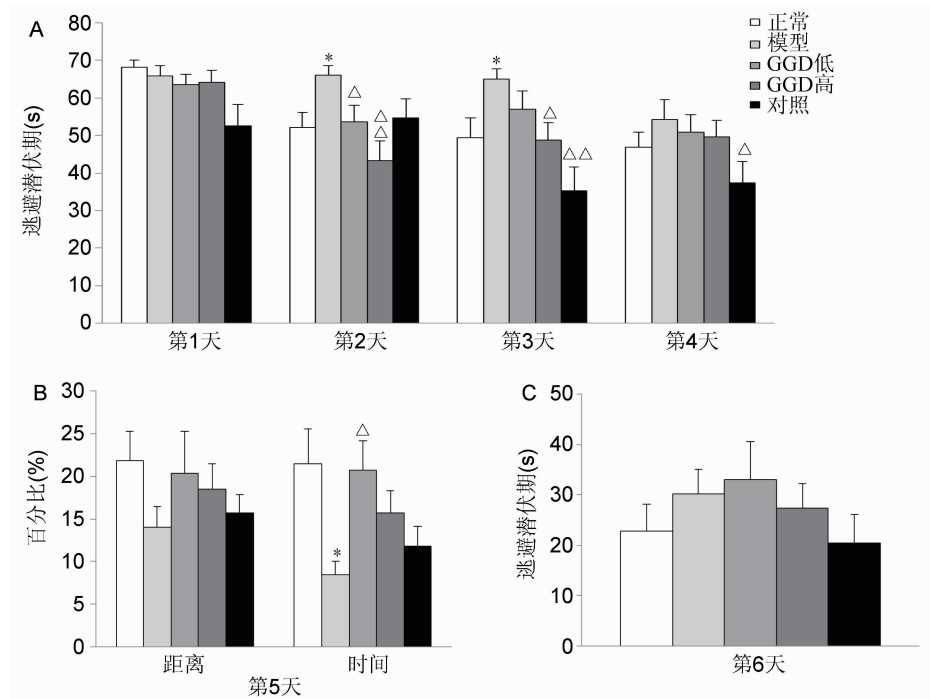 A
逃避潜伏期(s)
80
70
60
50
40
30
20
10
0
* △ △ △
* △ △△
△
正常
模型
GGD低
GGD高
对照
第1天 第2天 第3天 第4天
B
百分比(%)
30
25
20
15
10
5
0
* △
距离 时间
第5天
C
逃避潜伏期(s)
50
40
30
20
10
0
第6天